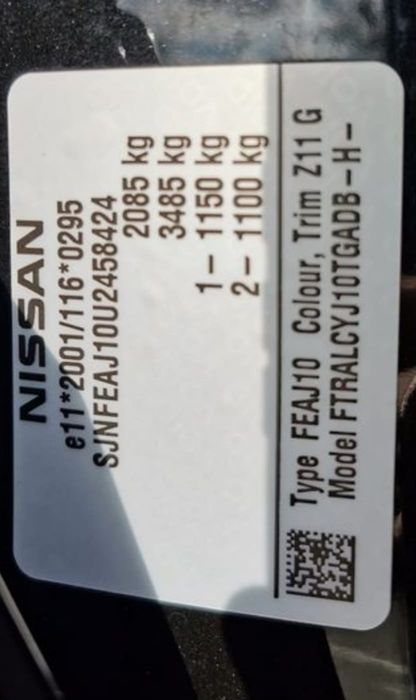 NISSAN
e11*2001/116*0295
SJNFEAJ10U2458424
2085 kg
3485 kg
1- 1150 kg
2- 1100 kg
Type FEAJ10 Colour, Trim Z11 G
Model FTRALCYJ10TGADB-H-